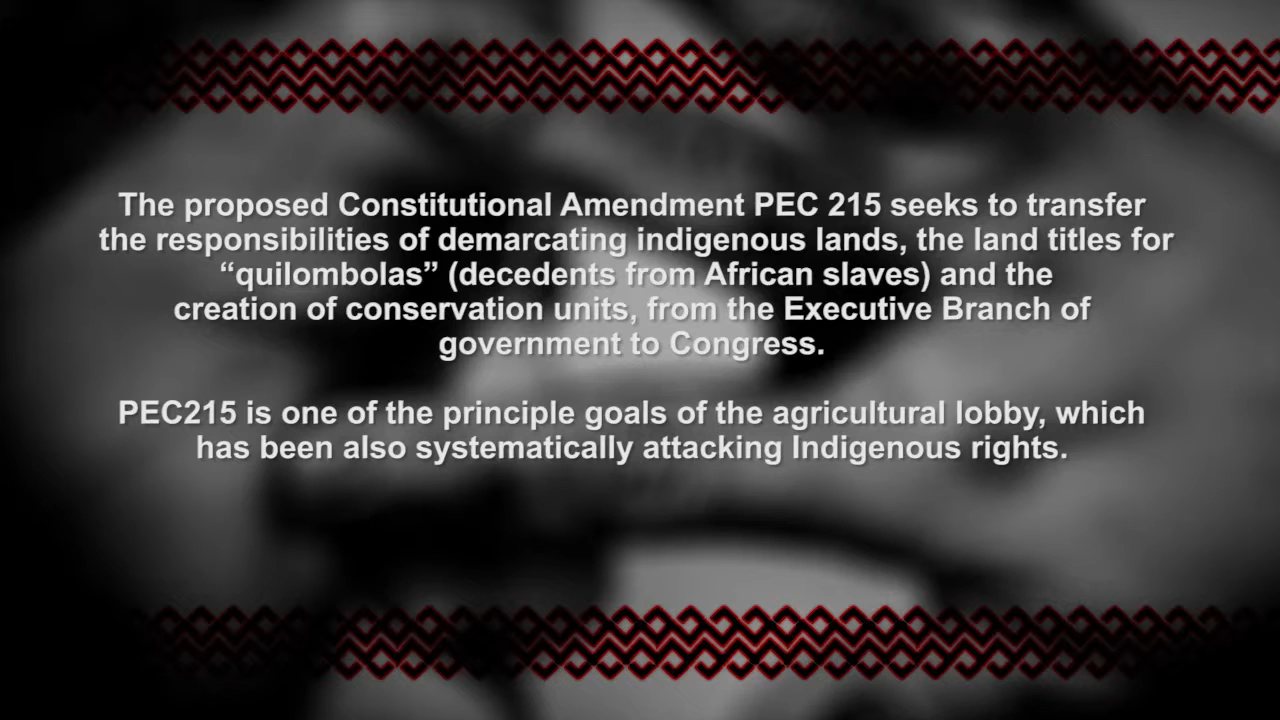 The proposed Constitutional Amendment PEC 215 seeks to transfer
the responsibilities of demarcating indigenous lands, the land titles for
“quilombolas” (decedents from African slaves) and the
creation of conservation units, from the Executive Branch of
government to Congress.
PEC215 is one of the principle goals of the agricultural lobby, which
has been also systematically attacking Indigenous rights.